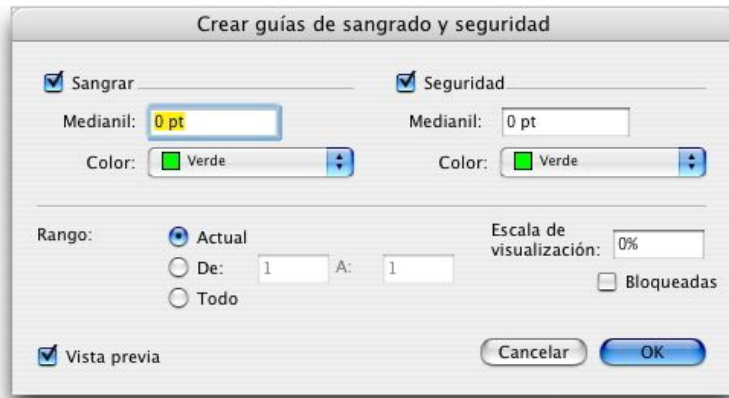 Crear guías de sangrado y seguridad
Sangrar
Seguridad
Medianil: 0 pt
Medianil: 0 pt
Color: Verde
Color: Verde
Rango:
Actual
De: 1 A: 1
Todo
Escala de
visualización: 0%
Bloqueadas
Vista previa
Cancelar
OK